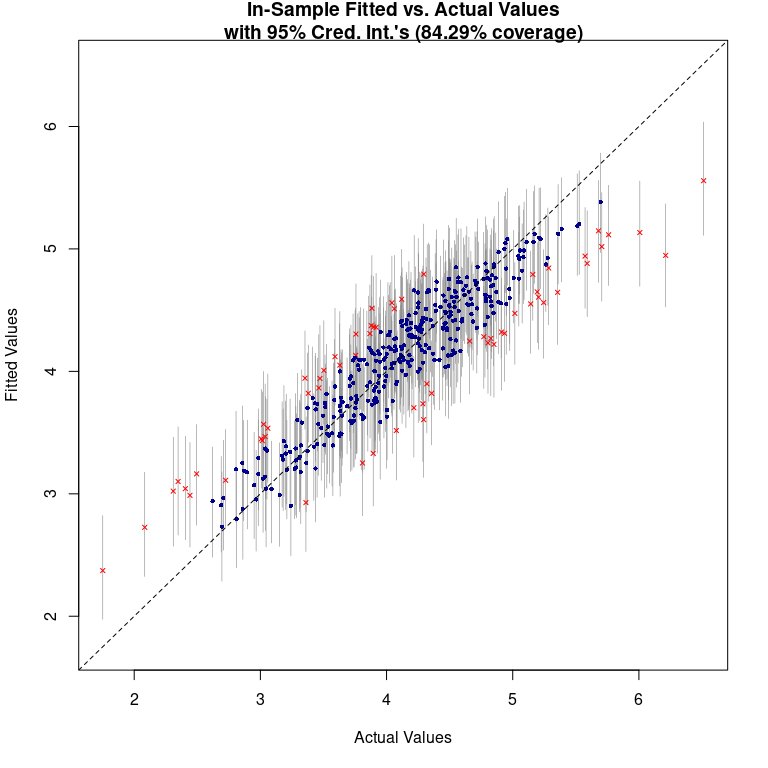 In-Sample Fitted vs. Actual Values
with 95% Cred. Int.'s (84.29% coverage)
6
5
4
3
2
Fitted Values
2 3 4 5 6
Actual Values